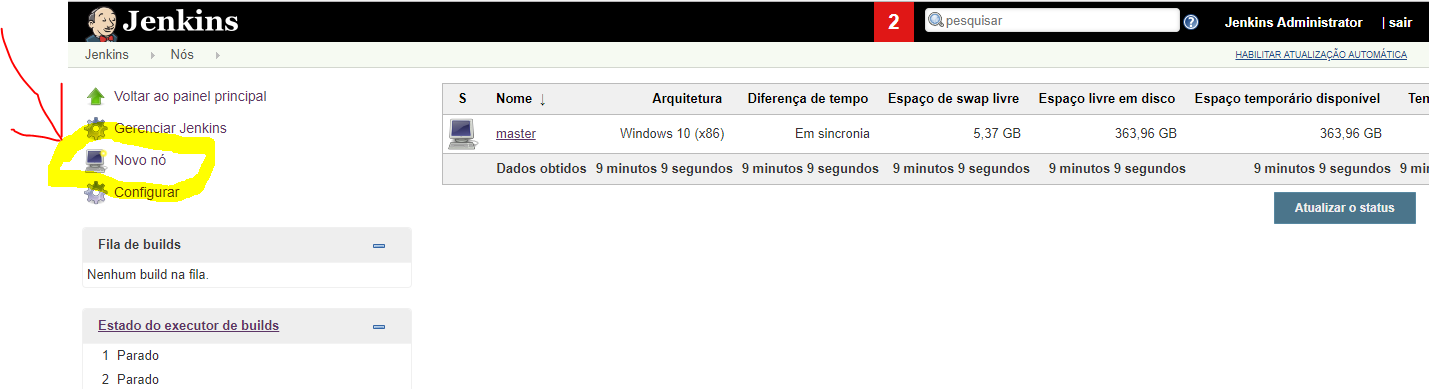 Jenkins
2
pesquisar
?
Jenkins Administrator | sair
Jenkins Nós
HABILITAR ATUALIZAÇÃO AUTOMÁTICA
Voltar ao painel principal
Gerenciar Jenkins
Novo nó
Configurar
Fila de builds
Nenhum build na fila.
Estado do executor de builds
1 Parado
2 Parado
S Nome ↓ Arquitetura Diferença de tempo Espaço de swap livre Espaço livre em disco Espaço temporário disponível Ten
master Windows 10 (x86) Em sincronia 5,37 GB 363,96 GB 363,96 GB
Dados obtidos 9 minutos 9 segundos 9 minutos 9 segundos 9 minutos 9 segundos 9 minutos 9 segundos 9 minutos 9 segundos 9 min
Atualizar o status